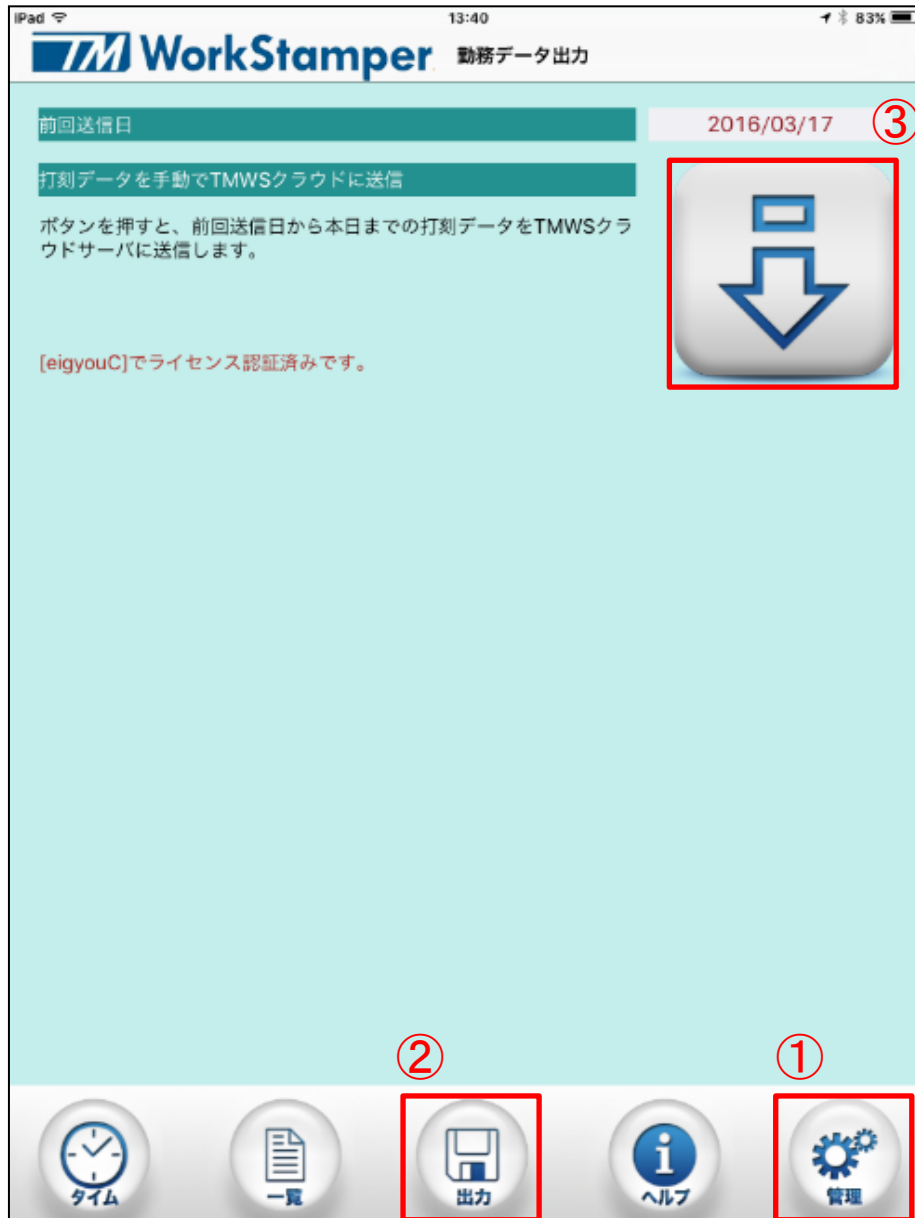 iPad 13:40 83%
TM WorkStamper 勤務データ出力
前回送信日 2016/03/17 ③
打刻データを手動でTMWSクラウドに送信
ボタンを押すと、前回送信日から本日までの打刻データをTMWSクラ
ウドサーバに送信します。
[eigyouC]でライセンス認証済みです。
② ①
タイム 一覧 出力 ヘルプ 管理